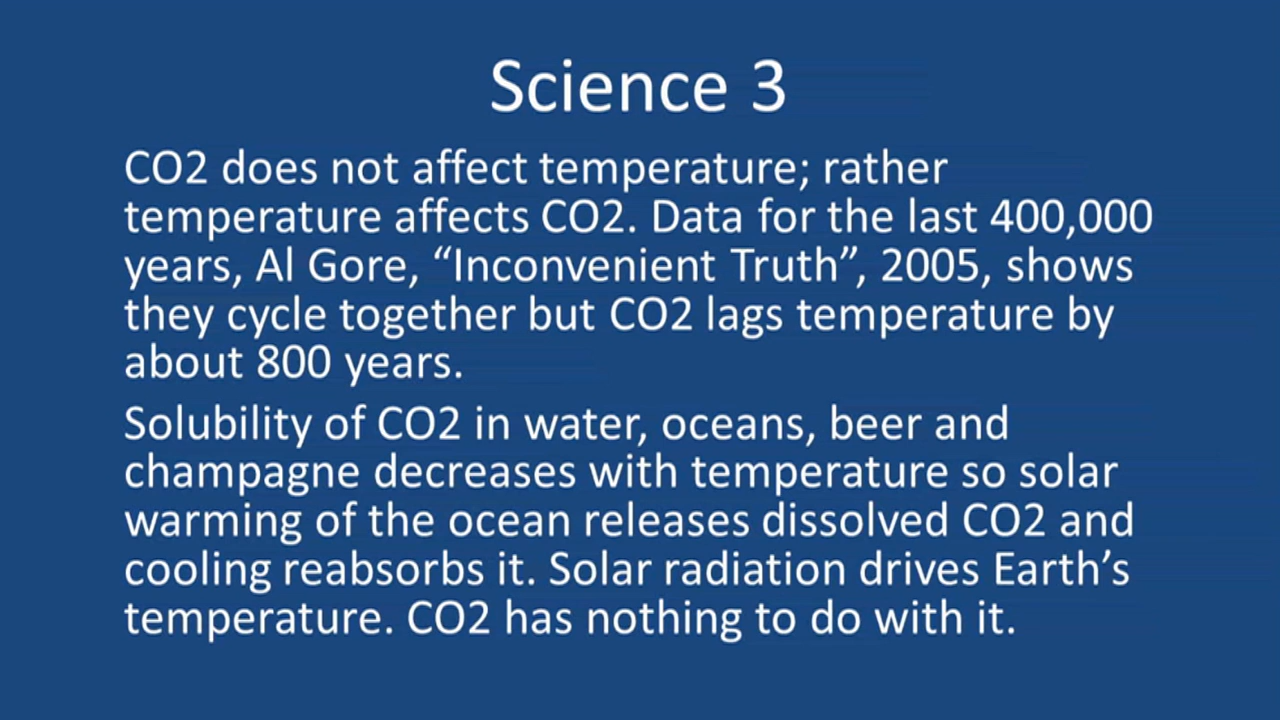 Science 3
CO2 does not affect temperature; rather
temperature affects CO2. Data for the last 400,000
years, Al Gore, “Inconvenient Truth”, 2005, shows
they cycle together but CO2 lags temperature by
about 800 years.
Solubility of CO2 in water, oceans, beer and
champagne decreases with temperature so solar
warming of the ocean releases dissolved CO2 and
cooling reabsorbs it. Solar radiation drives Earth’s
temperature. CO2 has nothing to do with it.